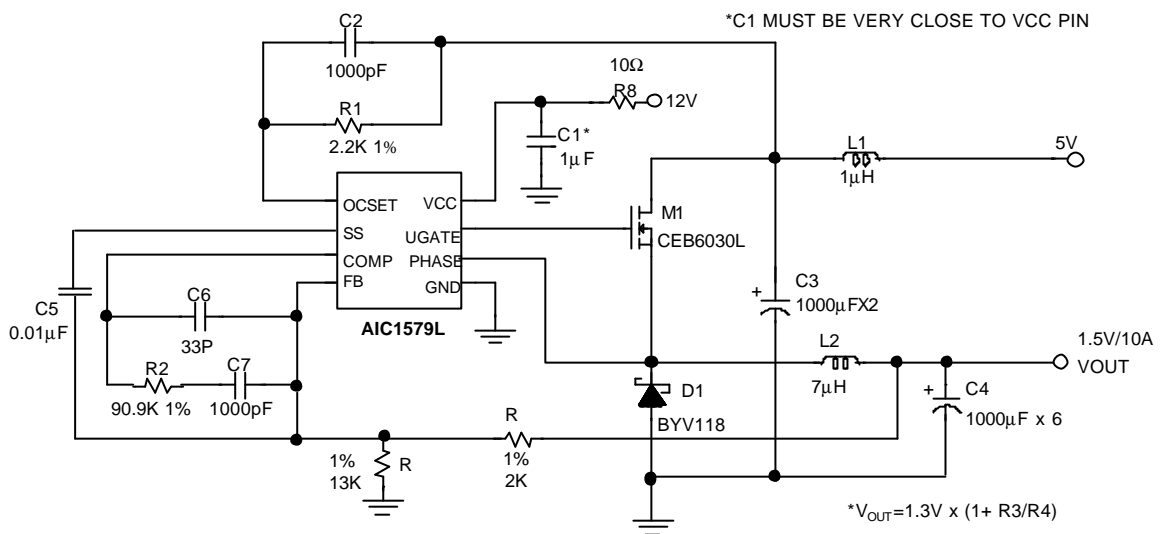 *C1 MUST BE VERY CLOSE TO VCC PIN
C2
1000pF
R1
2.2K 1%
10Ω
R8
12V
C1*
1μF
L1
1μH
5V
OCSET
SS
COMP
FB
VCC
UGATE
PHASE
GND
AIC1579L
M1
CEB6030L
C5
0.01μF
C6
33P
R2
90.9K 1%
C7
1000pF
+
C3
1000μFX2
L2
7μH
1.5V/10A
VOUT
D1
BYV118
+
C4
1000μF x 6
1%
13K
R
R
1%
2K
*VOUT=1.3V x (1+ R3/R4)